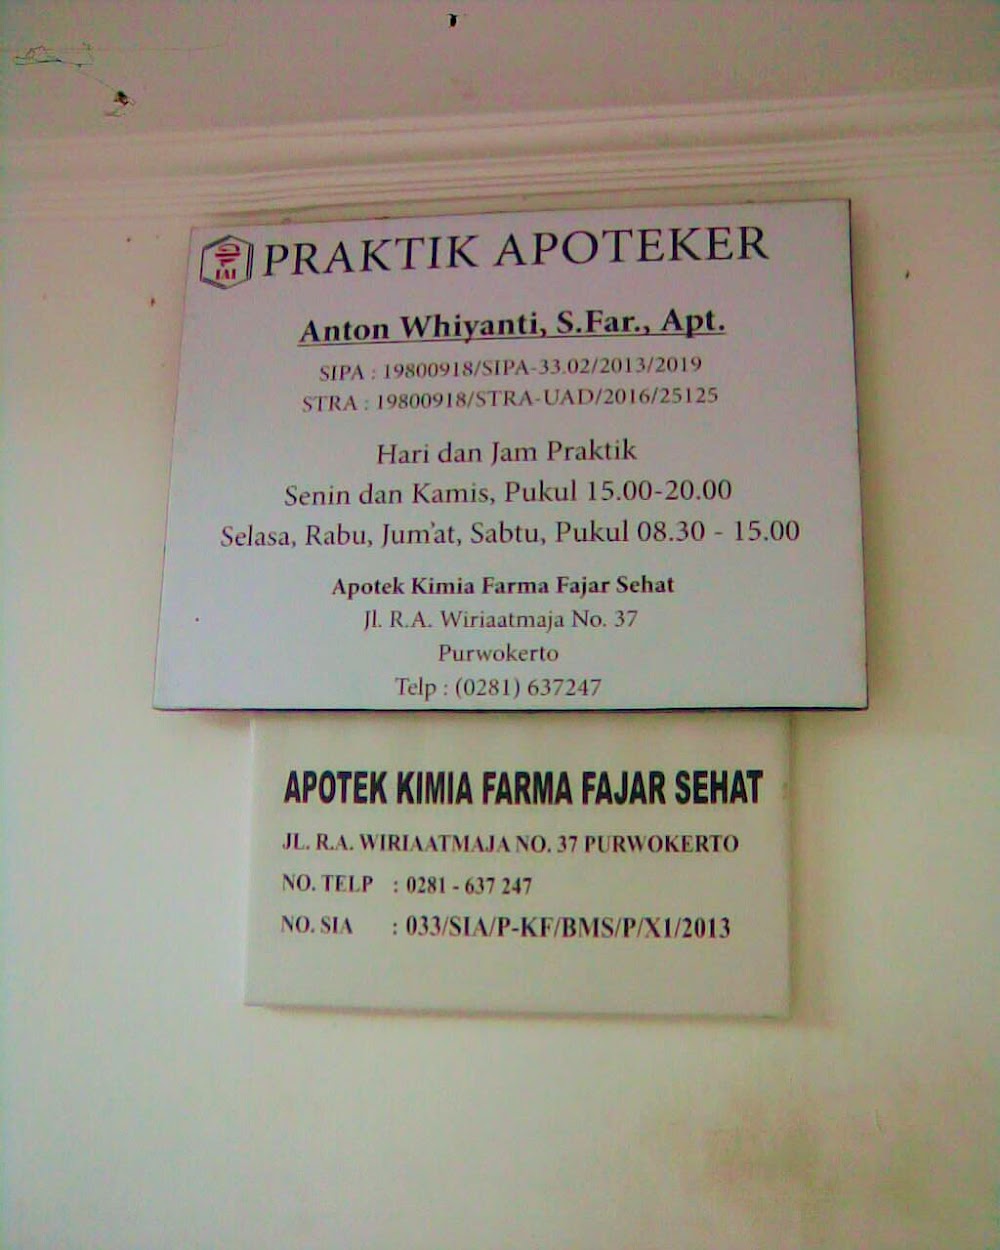 IAI
PRAKTIK APOTEKER
Anton Whiyanti, S.Far., Apt.
SIPA : 19800918/SIPA-33.02/2013/2019
STRA : 19800918/STRA-UAD/2016/25125
Hari dan Jam Praktik
Senin dan Kamis, Pukul 15.00-20.00
Selasa, Rabu, Jum'at, Sabtu, Pukul 08.30 - 15.00
Apotek Kimia Farma Fajar Sehat
Jl. R.A. Wiriaatmaja No. 37
Purwokerto
Telp : (0281) 637247
APOTEK KIMIA FARMA FAJAR SEHAT
JL. R.A. WIRIAATMAJA NO. 37 PURWOKERTO
NO. TELP : 0281 - 637 247
NO. SIA : 033/SIA/P-KF/BMS/P/X1/2013